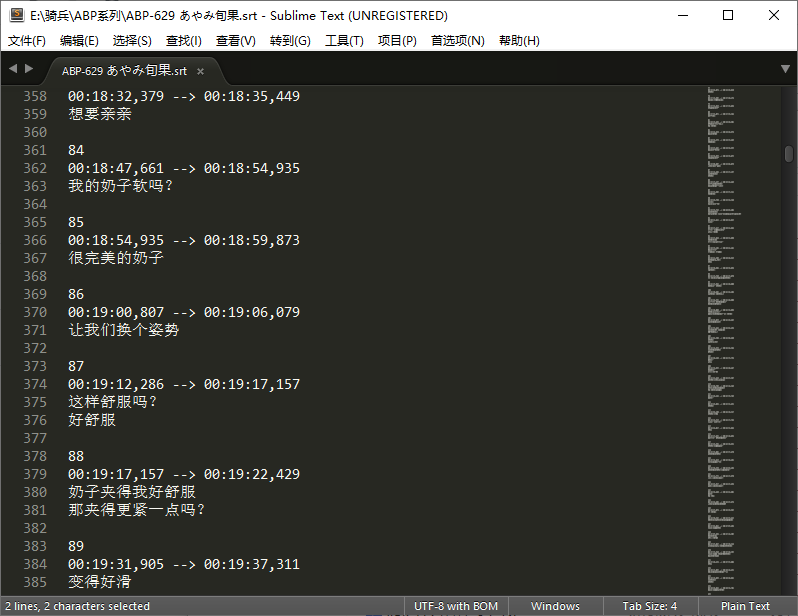 E:\骑兵\ABP系列\ABP-629 あやみ旬果.srt - Sublime Text (UNREGISTERED)
文件(F) 编辑(E) 选择(S) 查找(I) 查看(V) 转到(G) 工具(T) 项目(P) 首选项(N) 帮助(H)
ABP-629 あやみ旬果.srt ×
358 00:18:32,379 --> 00:18:35,449
359 想要亲亲
360
361 84
362 00:18:47,661 --> 00:18:54,935
363 我的奶子软吗?
364
365 85
366 00:18:54,935 --> 00:18:59,873
367 很完美的奶子
368
369 86
370 00:19:00,807 --> 00:19:06,079
371 让我们换个姿势
372
373 87
374 00:19:12,286 --> 00:19:17,157
375 这样舒服吗?
376 好舒服
377
378 88
379 00:19:17,157 --> 00:19:22,429
380 奶子夹得我好舒服
381 那夹得更紧一点吗?
382
383 89
384 00:19:31,905 --> 00:19:37,311
385 变得好滑
2 lines, 2 characters selected UTF-8 with BOM Windows Tab Size: 4 Plain Text